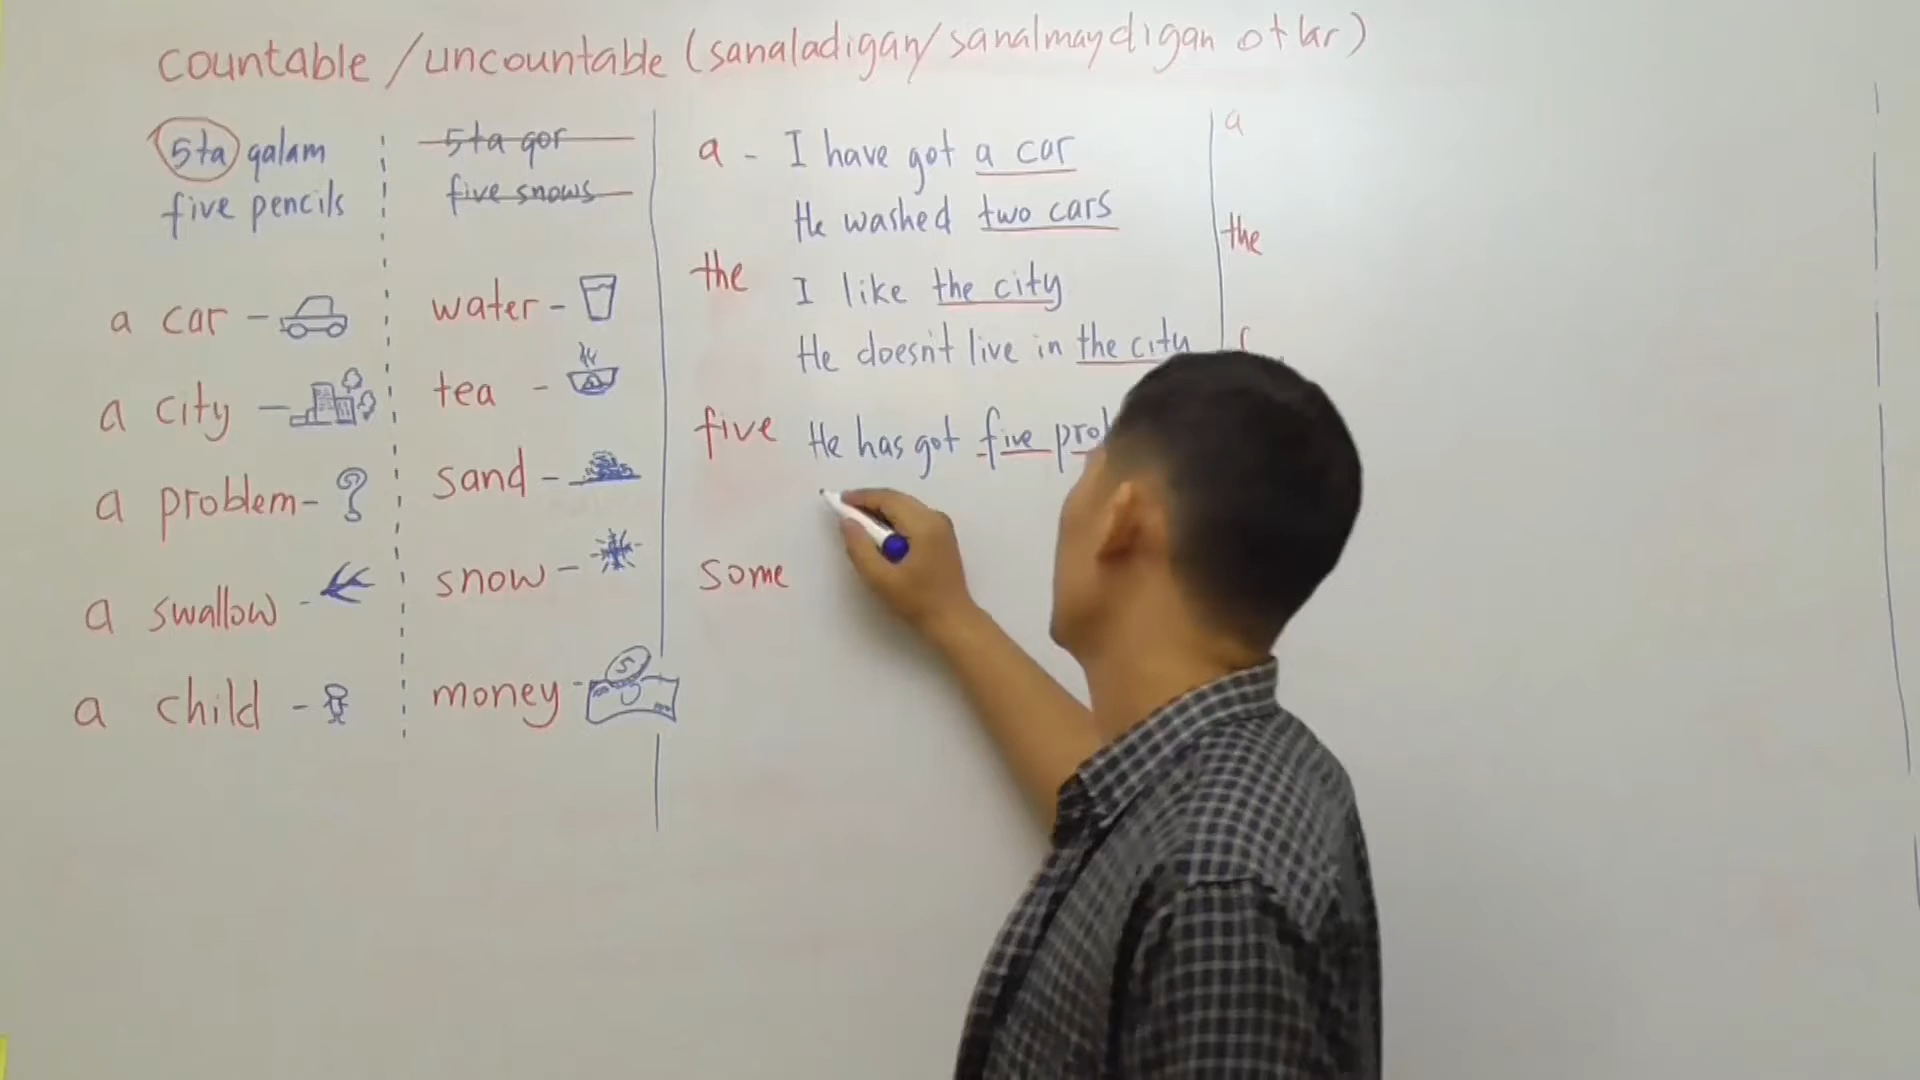 countable /uncountable (sanaladigan/sanalmaydigan otlar)
5ta qalam
five pencils
5ta qor
five snows
a car -
a city -
a problem-
a swallow -
a child -
water -
tea -
sand -
snow -
money -
5
a - I have got a car
He washed two cars
the I like the city
He doesn't live in the city
five He has got five
some
a
the